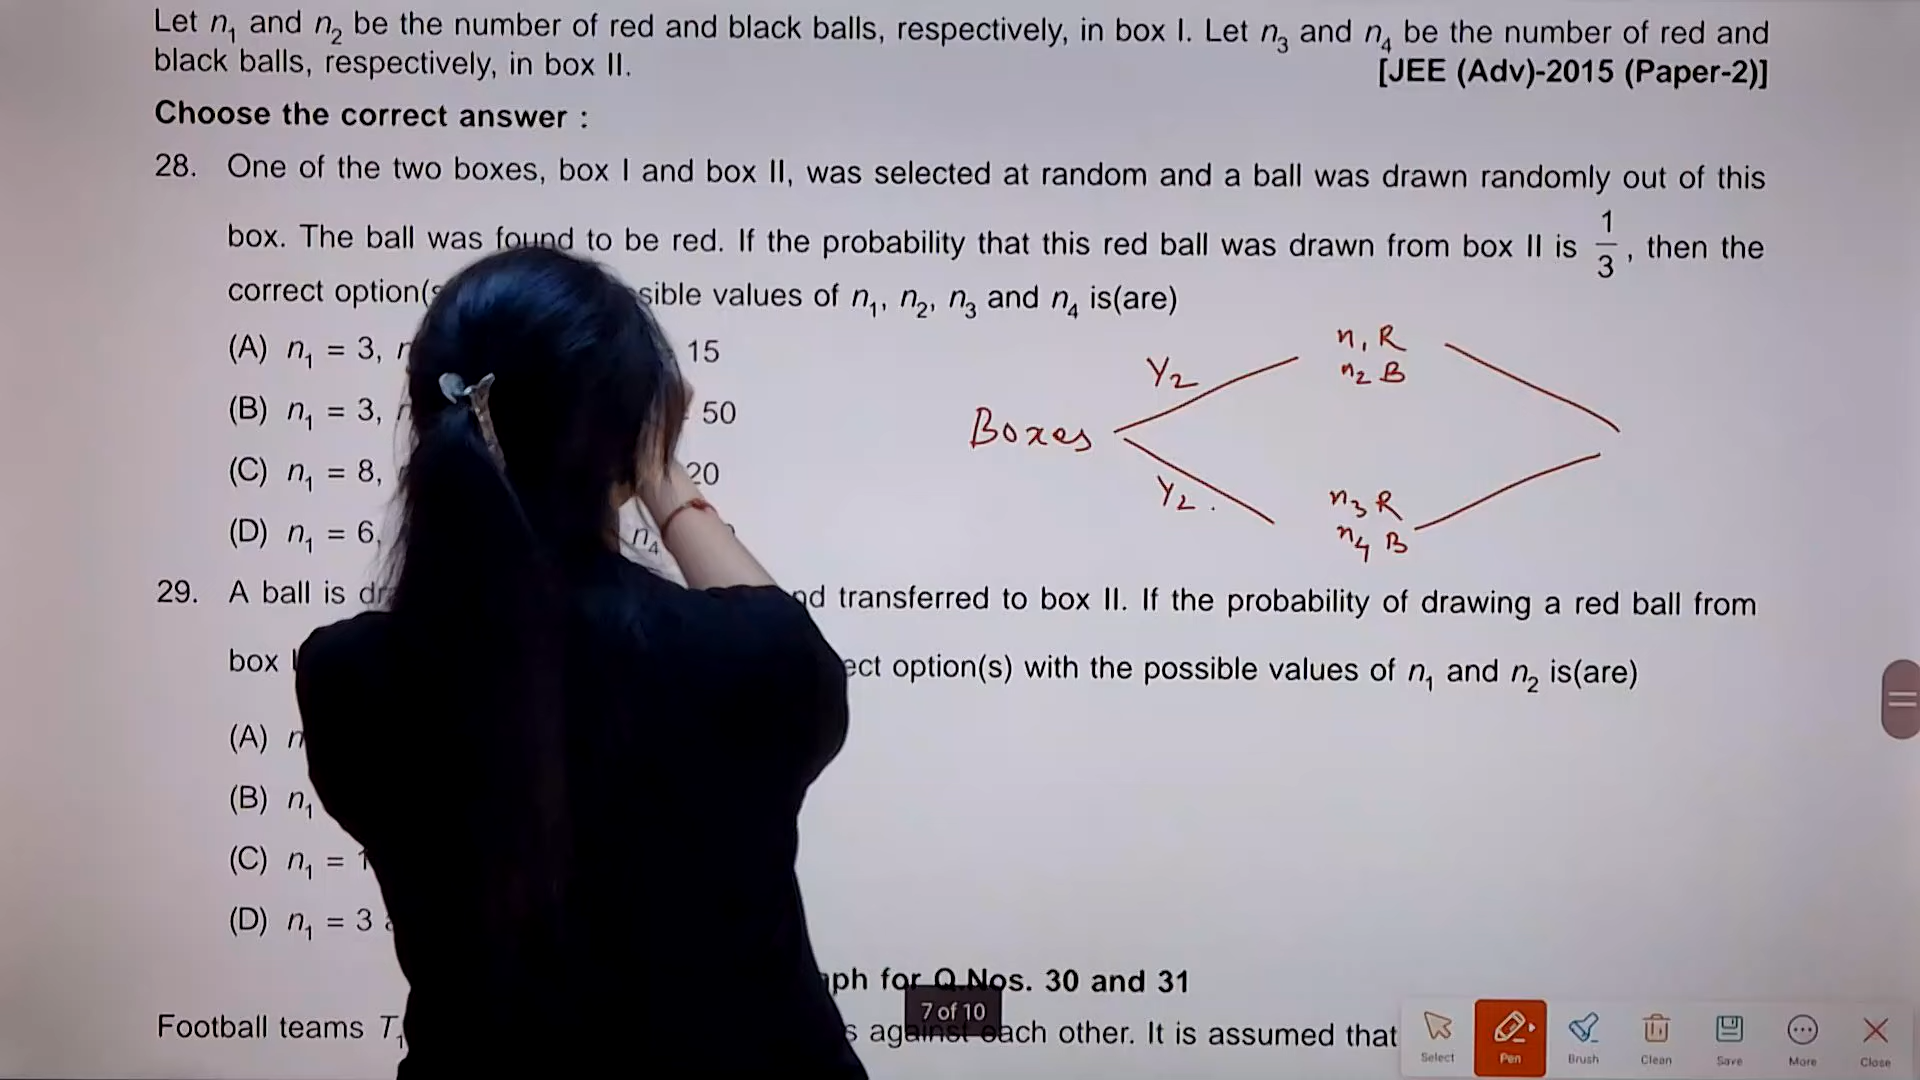 Let n₁ and n₂ be the number of red and black balls, respectively, in box I. Let n₃ and n₄ be the number of red and
black balls, respectively, in box II. [JEE (Adv)-2015 (Paper-2)]
Choose the correct answer :
28. One of the two boxes, box I and box II, was selected at random and a ball was drawn randomly out of this
box. The ball was found to be red. If the probability that this red ball was drawn from box II is 1/3, then the
correct option( sible values of n₁, n₂, n₃ and n₄ is(are)
(A) n₁ = 3, 15
(B) n₁ = 3, 50
(C) n₁ = 8, 20
(D) n₁ = 6, n₄
Boxes
Y2
n₁ R
n₂ B
Y2.
n₃ R
n₄ B
29. A ball is nd transferred to box II. If the probability of drawing a red ball from
box ect option(s) with the possible values of n₁ and n₂ is(are)
(A) n
(B) n₁
(C) n₁ =
(D) n₁ = 3
ph for Q.Nos. 30 and 31
7 of 10
Football teams T₁ s against each other. It is assumed that
Select
Pen
Brush
Clean
Save
More
Close